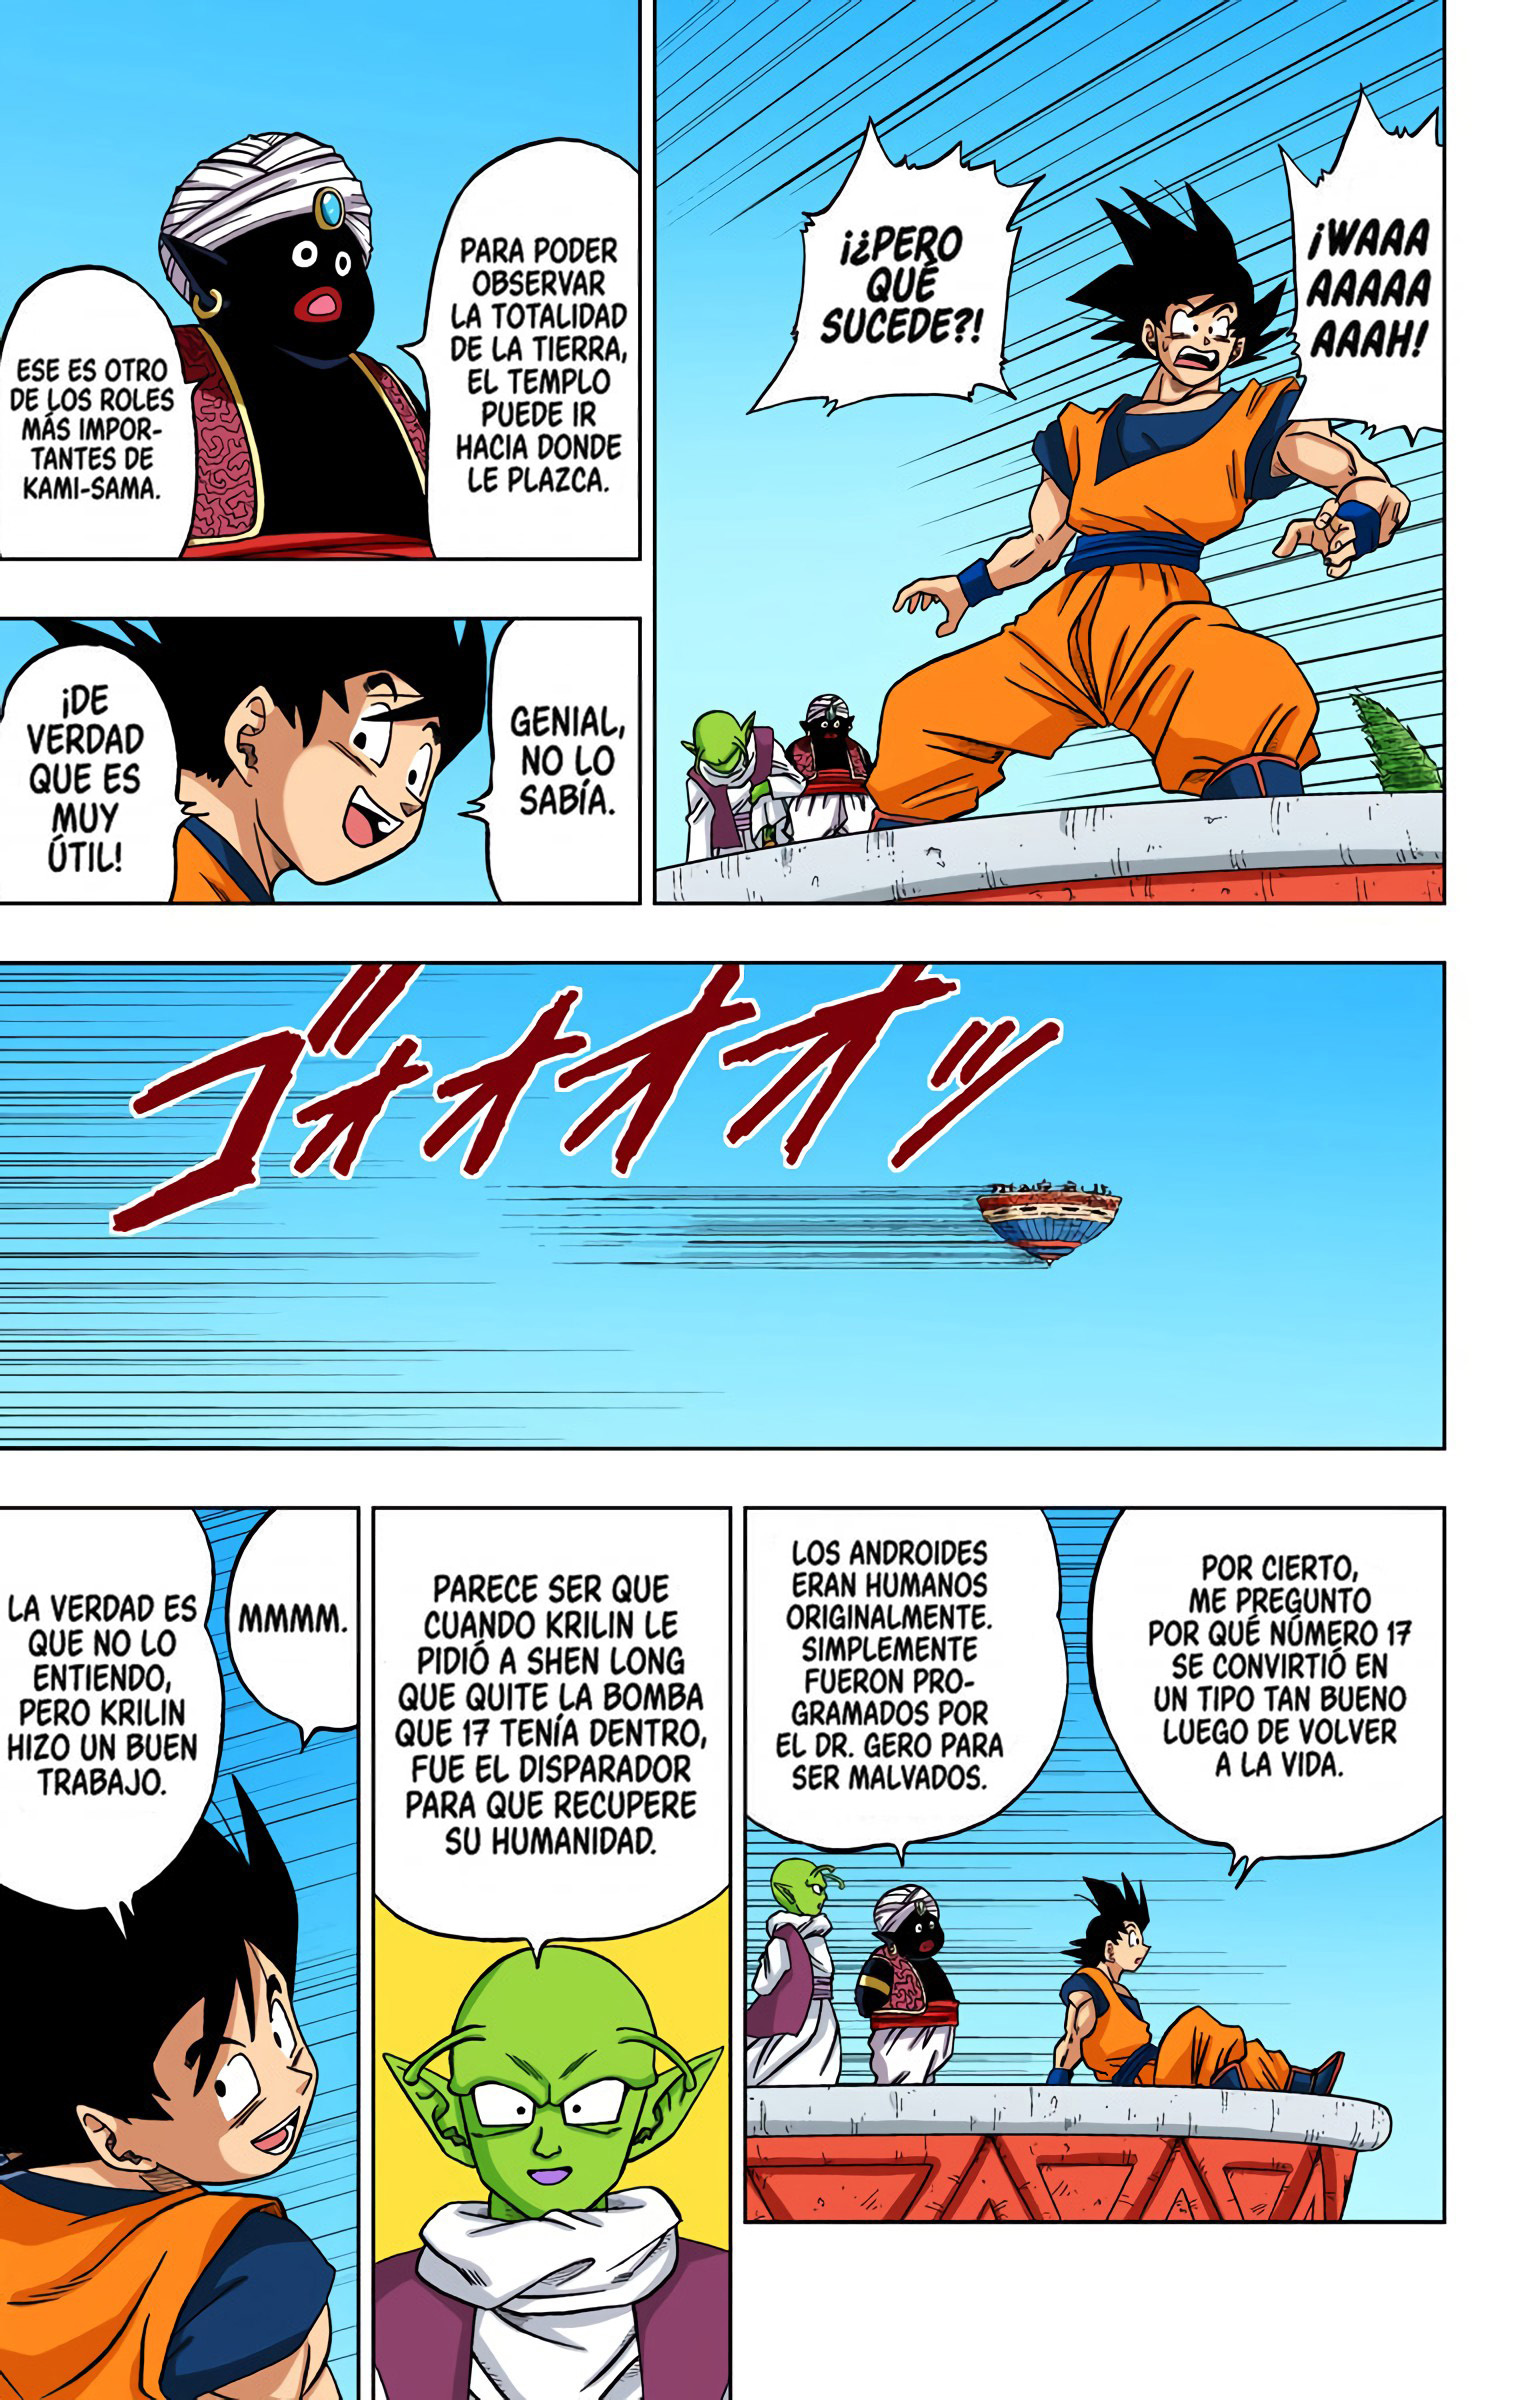 ¡WAAA
AAAAA
AAAH!
¡¿PERO
QUÉ
SUCEDE?!
PARA PODER
OBSERVAR
LA TOTALIDAD
DE LA TIERRA,
EL TEMPLO
PUEDE IR
HACIA DONDE
LE PLAZCA.
ESE ES OTRO
DE LOS ROLES
MÁS IMPOR-
TANTES DE
KAMI-SAMA.
GENIAL,
NO LO
SABÍA.
¡DE
VERDAD
QUE ES
MUY
ÚTIL!
ゴォオオオッ
POR CIERTO,
ME PREGUNTO
POR QUÉ NÚMERO 17
SE CONVIRTIÓ EN
UN TIPO TAN BUENO
LUEGO DE VOLVER
A LA VIDA.
LOS ANDROIDES
ERAN HUMANOS
ORIGINALMENTE.
SIMPLEMENTE
FUERON PRO-
GRAMADOS POR
EL DR. GERO PARA
SER MALVADOS.
PARECE SER QUE
CUANDO KRILIN LE
PIDIÓ A SHEN LONG
QUE QUITE LA BOMBA
QUE 17 TENÍA DENTRO,
FUE EL DISPARADOR
PARA QUE RECUPERE
SU HUMANIDAD.
MMMM.
LA VERDAD ES
QUE NO LO
ENTIENDO,
PERO KRILIN
HIZO UN BUEN
TRABAJO.